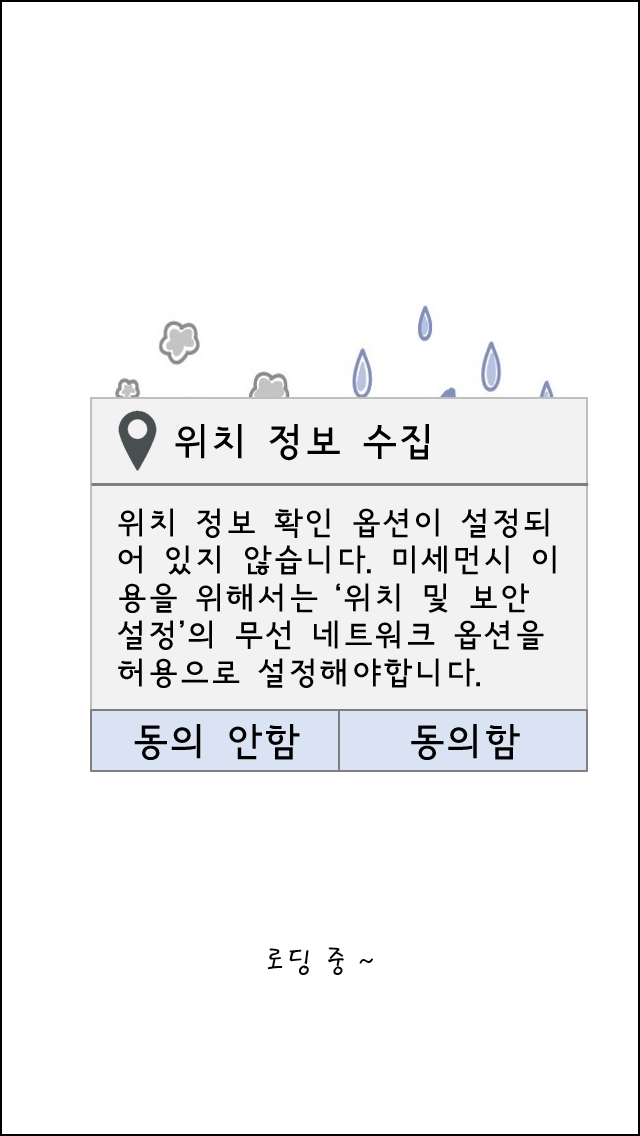 위치 정보 수집
위치 정보 확인 옵션이 설정되
어 있지 않습니다. 미세먼시 이
용을 위해서는 ‘위치 및 보안
설정’의 무선 네트워크 옵션을
허용으로 설정해야합니다.
동의 안함 동의함
로딩 중 ~